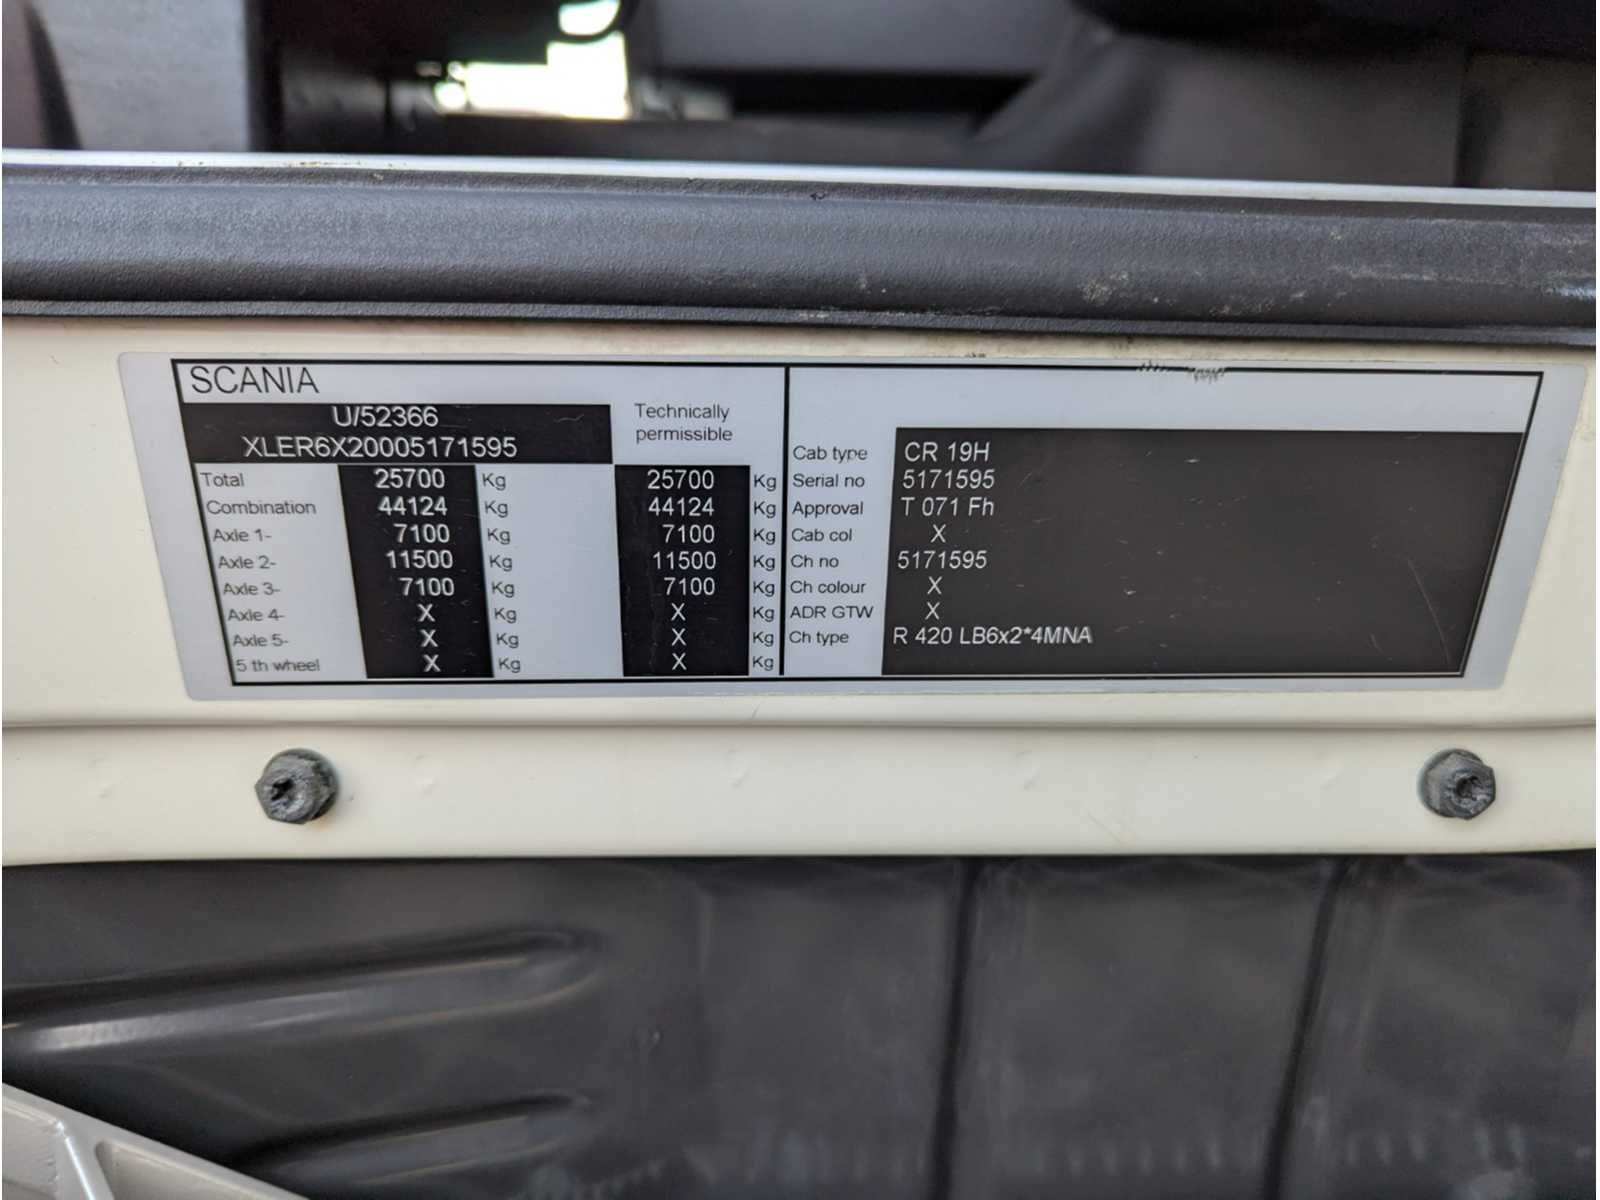 SCANIA
U/52366
XLER6X20005171595
Technically
permissible
Total 25700 Kg 25700 Kg
Combination 44124 Kg 44124 Kg
Axle 1- 7100 Kg 7100 Kg
Axle 2- 11500 Kg 11500 Kg
Axle 3- 7100 Kg 7100 Kg
Axle 4- X Kg X Kg
Axle 5- X Kg X Kg
5 th wheel X Kg X Kg
Cab type CR 19H
Serial no 5171595
Approval T 071 Fh
Cab col X
Ch no 5171595
Ch colour X
ADR GTW X
Ch type R 420 LB6x2*4MNA